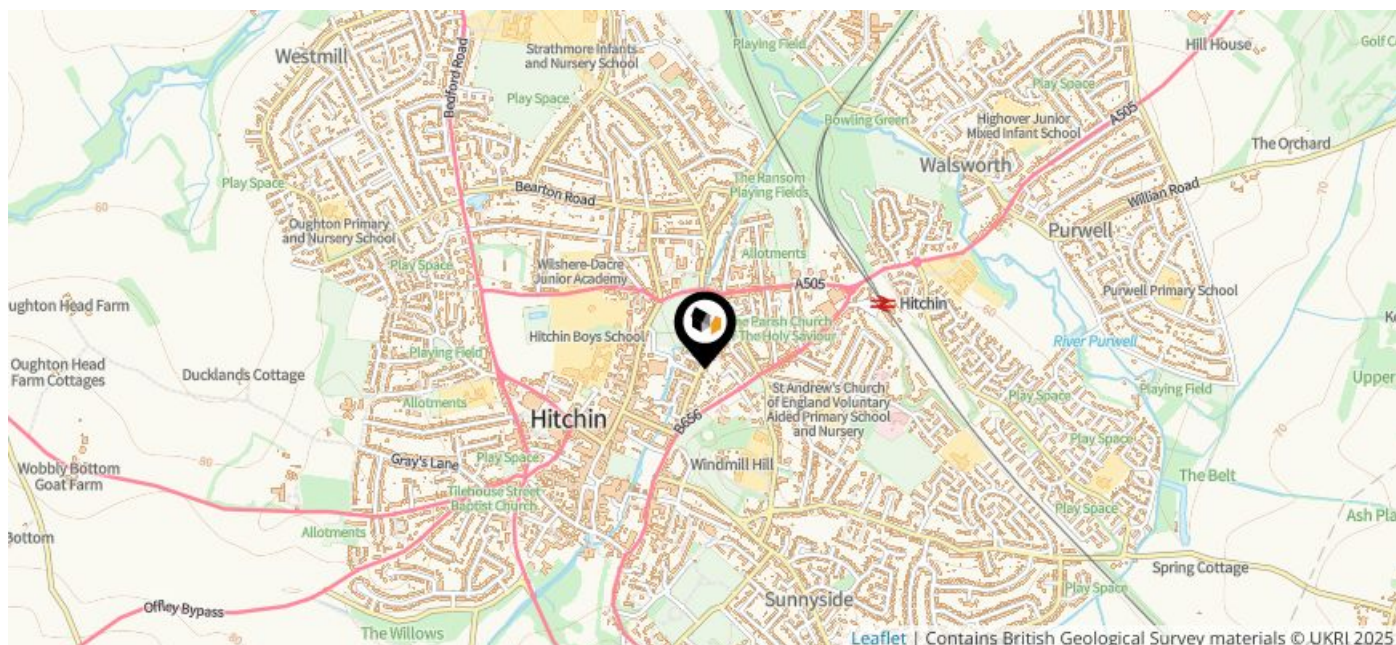 Westmill
Bedford Road
Strathmore Infants
and Nursery School
Play Space
Playing Field
Bowling Green
Hill House
Play Space
Highover Junior
Mixed Infant School
A505
The Orchard
Walsworth
Willian Road
70
Purwell
Play Space
60
Bearton Road
The Ransom
Playing Fields
Oughton Primary
and Nursery School
Play Space
Wilshere-Dacre
Junior Academy
Allotments
A505
Hitchin
Purwell Primary School
River Purwell
Parish Church
The Holy Saviour
Hitchin Boys School
Playing Field
Oughton Head
Farm Cottages
Ducklands Cottage
Allotments
Hitchin
B656
St Andrew's Church
of England Voluntary
Aided Primary School
and Nursery
60
Playing Field
Upper
Play Space
Play Space
70
Windmill Hill
Gray's Lane
Play Space
80
Wobbly Bottom
Goat Farm
Tilehouse Street
Baptist Church
Allotments
The Belt
Play Space
Ash Pla
Bottom
Spring Cottage
Play Space
Sunnyside
Offley Bypass
80
The Willows
Leaflet | Contains British Geological Survey materials © UKRI 2025